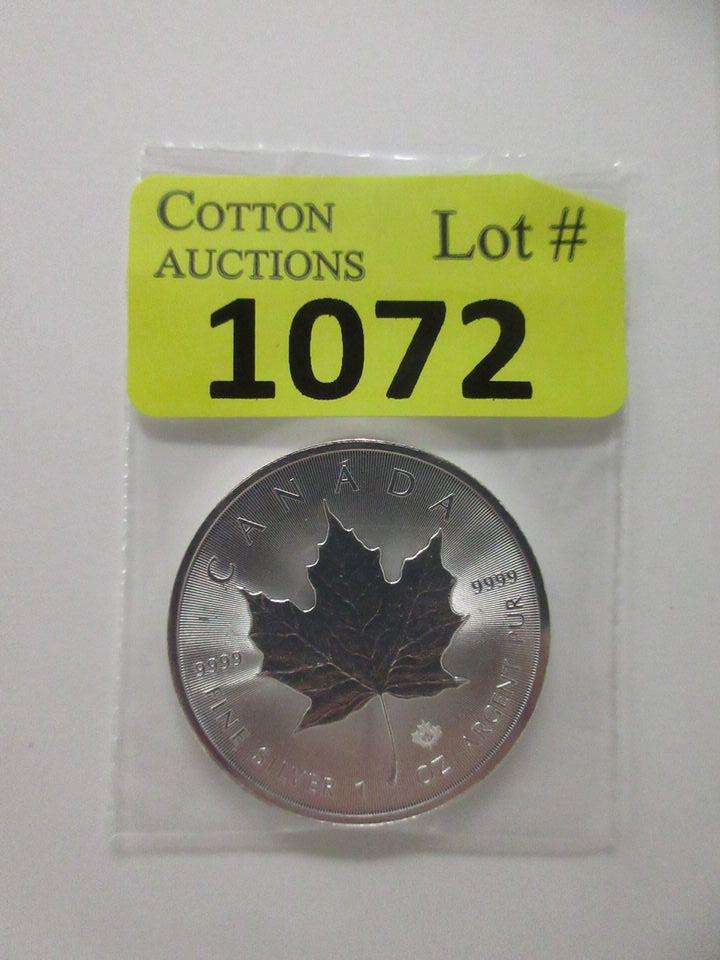 COTTON
AUCTIONS
Lot #
1072
CANADA
9999
9999
FINE SILVER 1 OZ ARGENT PUR